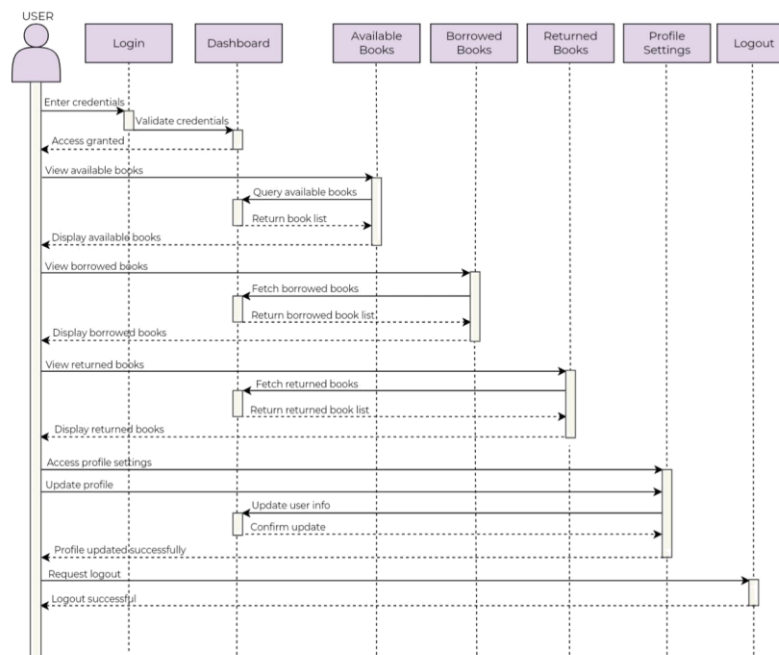 USER
Login
Dashboard
Available
Books
Borrowed
Books
Returned
Books
Profile
Settings
Logout
Enter credentials
Validate credentials
Access granted
View available books
Query available books
Return book list
Display available books
View borrowed books
Fetch borrowed books
Return borrowed book list
Display borrowed books
View returned books
Fetch returned books
Return returned book list
Display returned books
Access profile settings
Update profile
Update user info
Confirm update
Profile updated successfully
Request logout
Logout successful